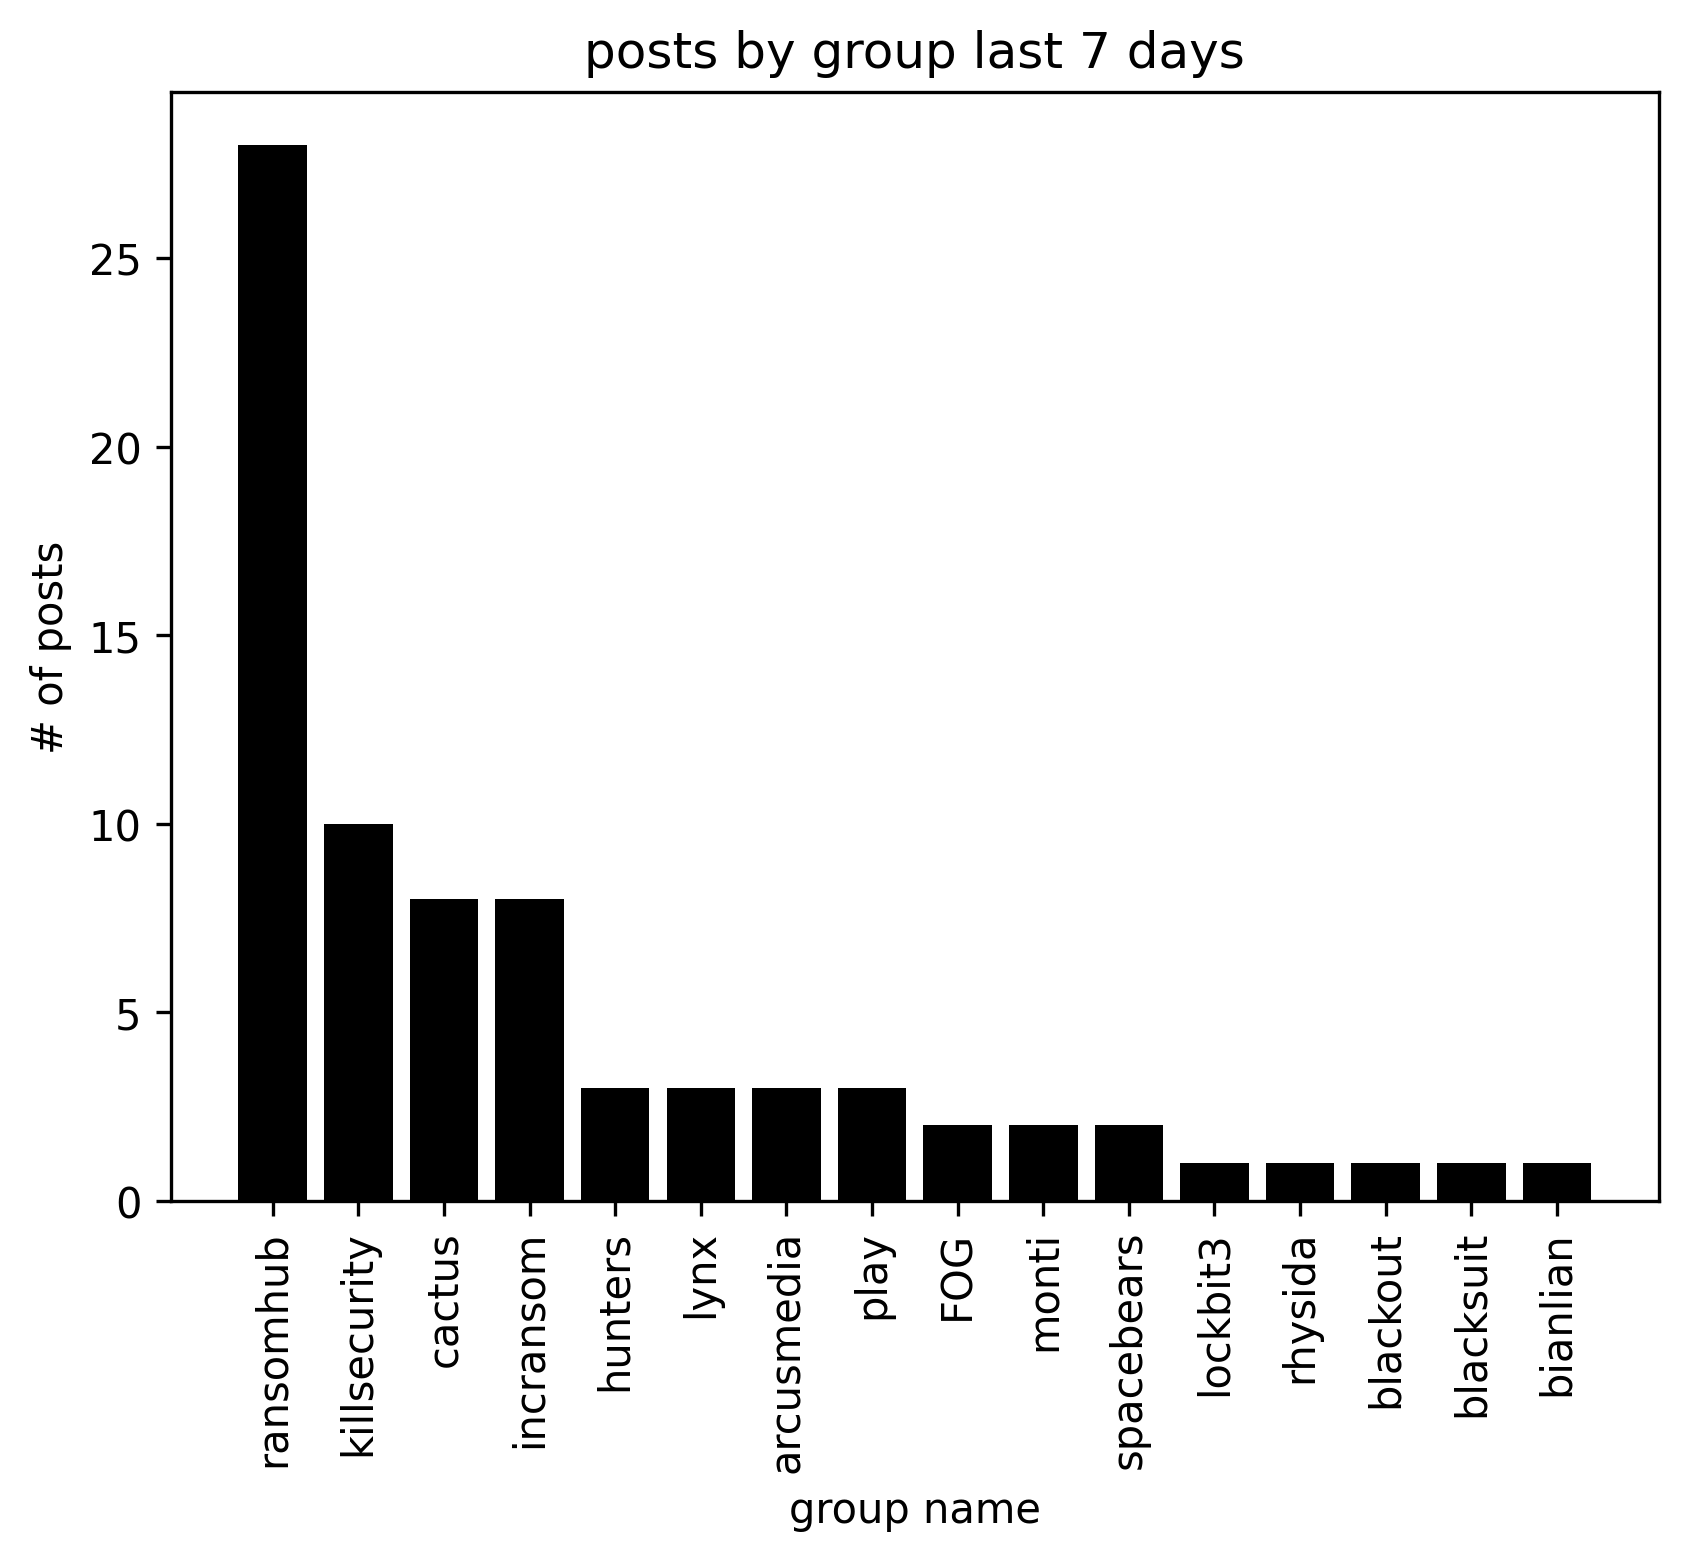 posts by group last 7 days
# of posts
25
20
15
10
5
0
ransomhub
killsecurity
cactus
incransom
hunters
lynx
arcusmedia
play
FOG
monti
spacebears
lockbit3
rhysida
blackout
blacksuit
bianlian
group name